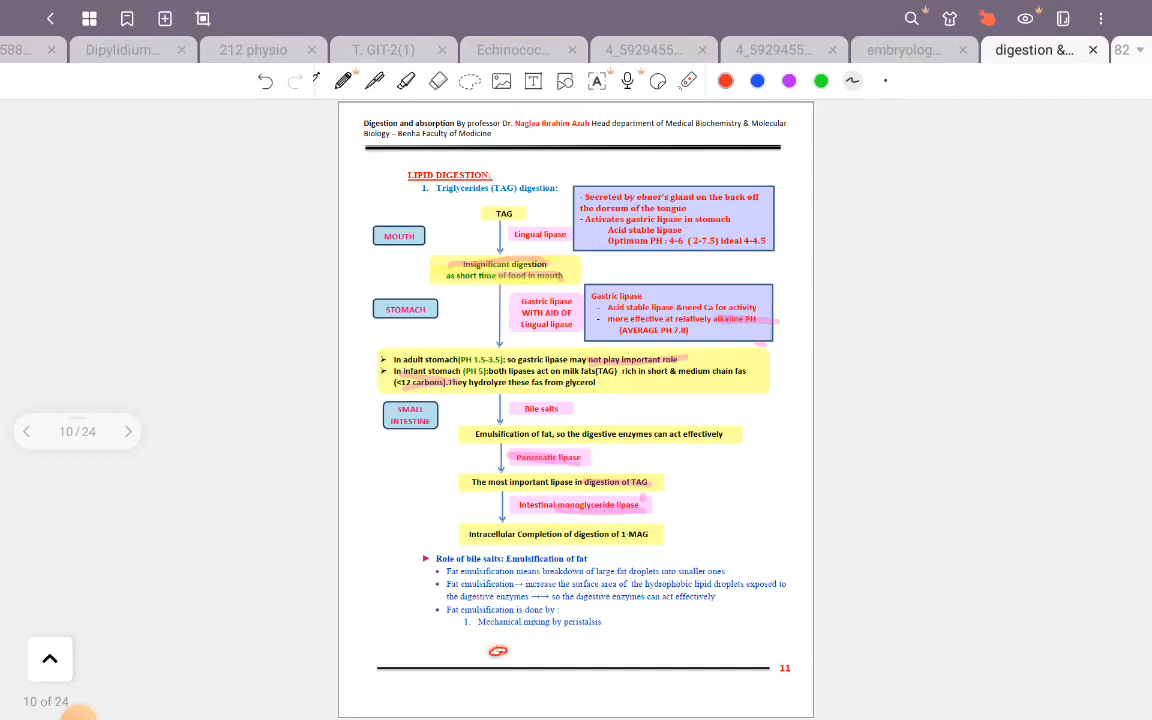 588...
Dipylidium...
212 physio
T. GIT-2(1)
Echinococ...
4_5929455...
4_5929455...
embryolog...
digestion &...
82
Digestion and absorption By professor Dr. Naglaa Ibrahim Azab Head department of Medical Biochemistry & Molecular
Biology – Benha Faculty of Medicine
LIPID DIGESTION:
1. Triglycerides (TAG) digestion:
- Secreted by ebner's gland on the back off
the dorsum of the tongue
- Activates gastric lipase in stomach
- Acid stable lipase
- Optimum PH : 4-6 ( 2-7.5) ideal 4-4.5
TAG
MOUTH
Lingual lipase
Insignificant digestion
as short time of food in mouth
STOMACH
Gastric lipase
WITH AID OF
Lingual lipase
Gastric lipase
- Acid stable lipase &need Ca for activity
- more effective at relatively alkaline PH
(AVERAGE PH 7.8)
➢ In adult stomach(PH 1.5-3.5): so gastric lipase may not play important role
➢ In infant stomach (PH 5):both lipases act on milk fats(TAG) rich in short & medium chain fas
(<12 carbons).They hydrolyze these fas from glycerol
SMALL
INTESTINE
Bile salts
Emulsification of fat, so the digestive enzymes can act effectively
Pancreatic lipase
The most important lipase in digestion of TAG
Intestinal monoglyceride lipase
Intracellular Completion of digestion of 1-MAG
► Role of bile salts: Emulsification of fat
• Fat emulsification means breakdown of large fat droplets into smaller ones
• Fat emulsification→ increase the surface area of the hydrophobic lipid droplets exposed to
the digestive enzymes →→ so the digestive enzymes can act effectively
• Fat emulsification is done by :
1. Mechanical mixing by peristalsis
11
10 / 24
10 of 24